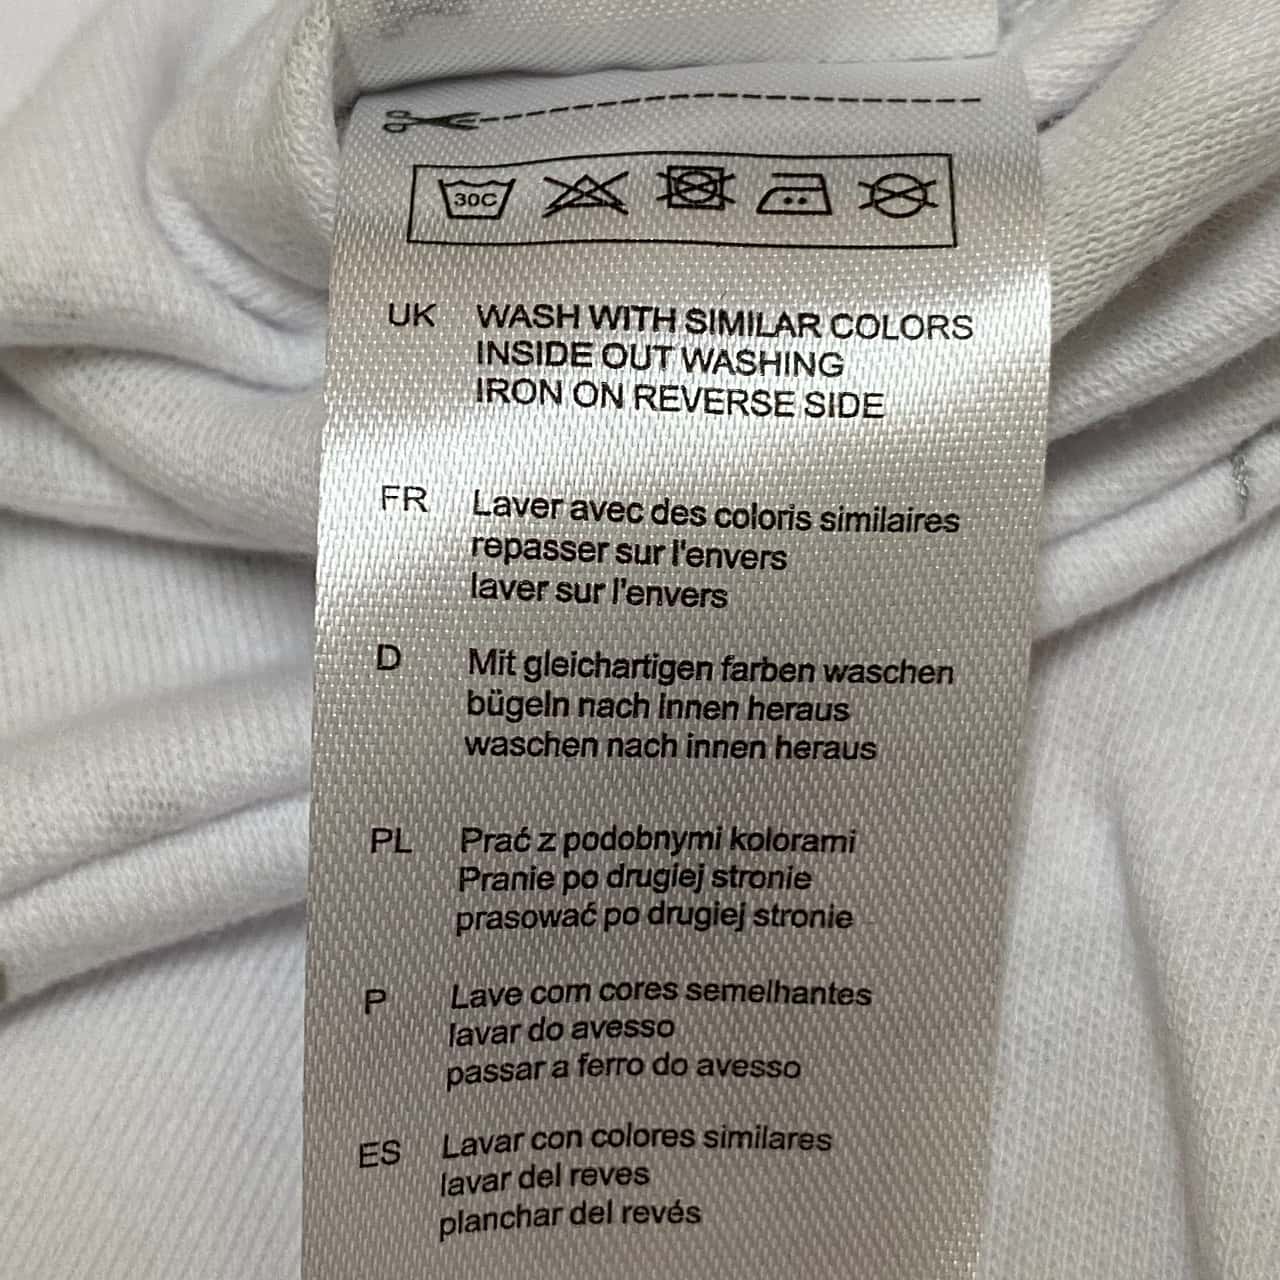 30C
UK WASH WITH SIMILAR COLORS
INSIDE OUT WASHING
IRON ON REVERSE SIDE
FR Laver avec des coloris similaires
repasser sur l'envers
laver sur l'envers
D Mit gleichartigen farben waschen
bügeln nach innen heraus
waschen nach innen heraus
PL Prać z podobnymi kolorami
Pranie po drugiej stronie
prasować po drugiej stronie
P Lave com cores semelhantes
lavar do avesso
passar a ferro do avesso
ES Lavar con colores similares
lavar del reves
planchar del revés